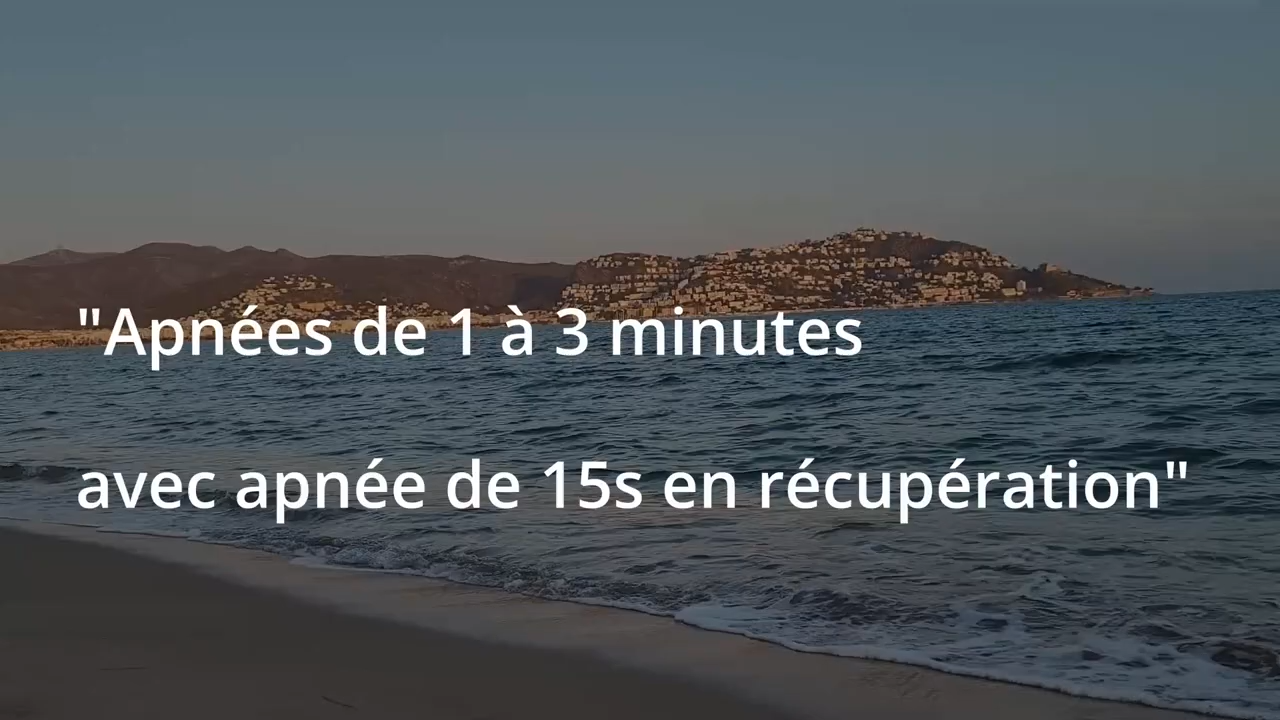 "Apnées de 1 à 3 minutes
avec apnée de 15s en récupération"